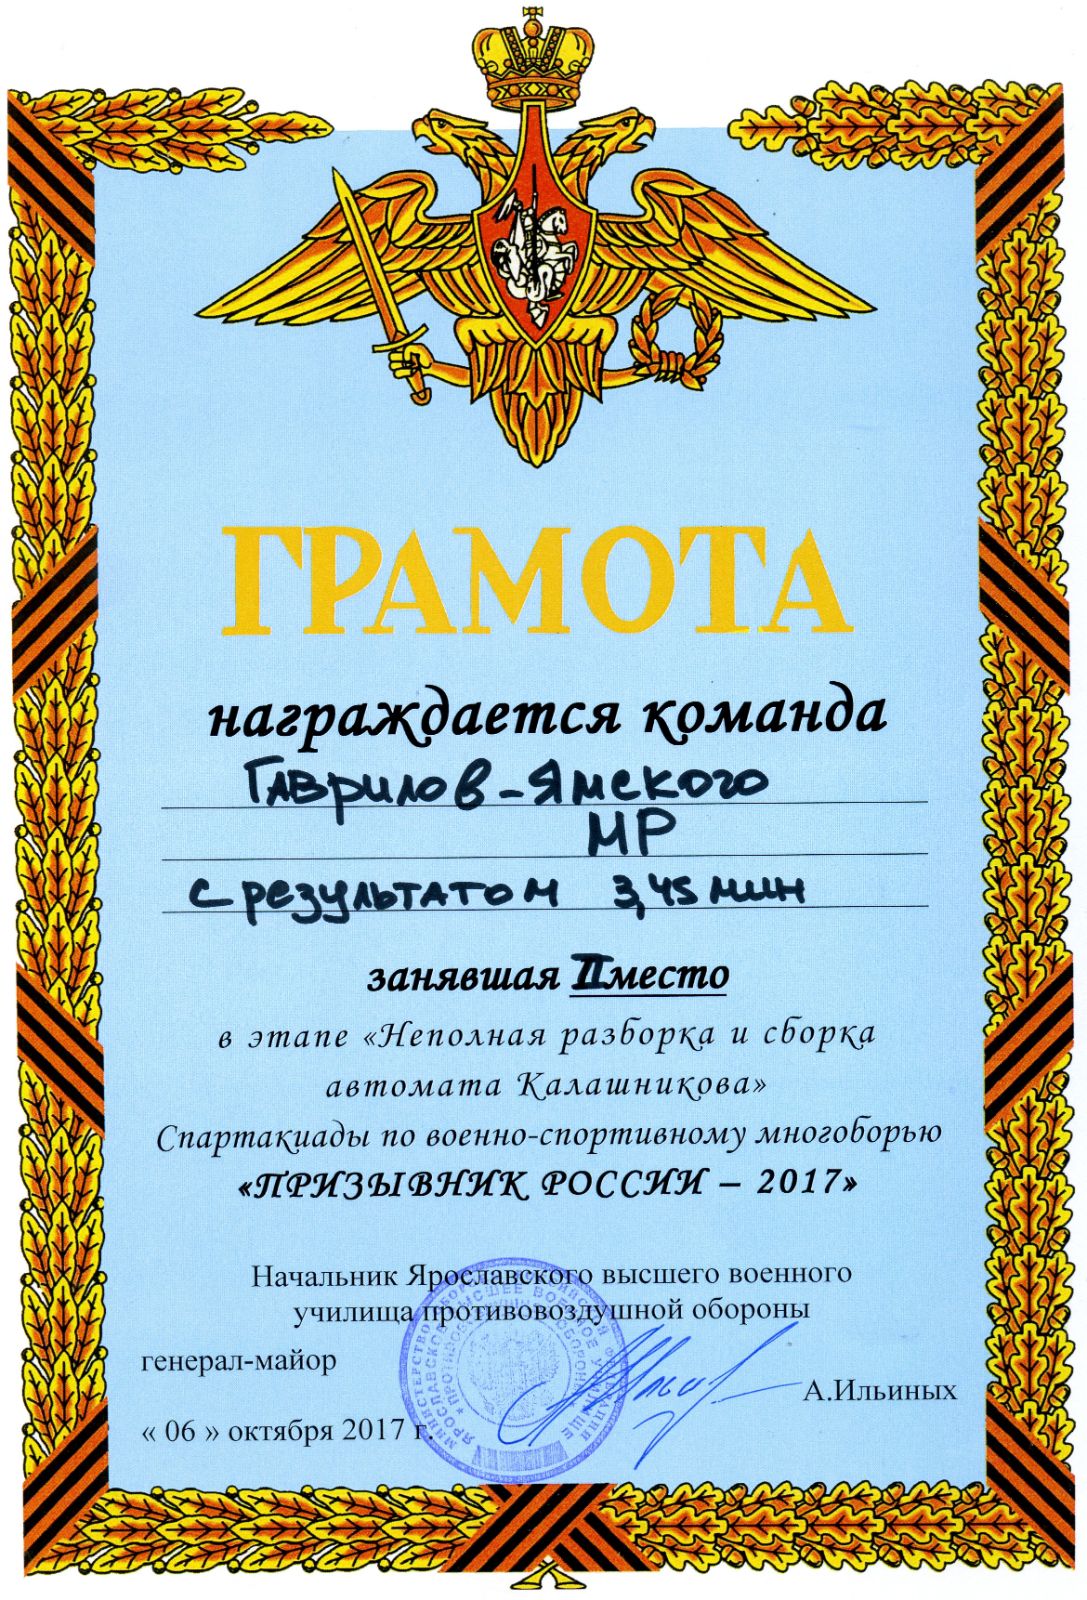 ГРАМОТА
награждается команда
Гаврилов-Ямского
МР
с результатом 3,45 мин
занявшая II место
в этапе «Неполная разборка и сборка
автомата Калашникова»
Спартакиады по военно-спортивному многоборью
«ПРИЗЫВНИК РОССИИ – 2017»
Начальник Ярославского высшего военного
училища противовоздушной обороны
генерал-майор
А.Ильиных
« 06 » октября 2017 г.